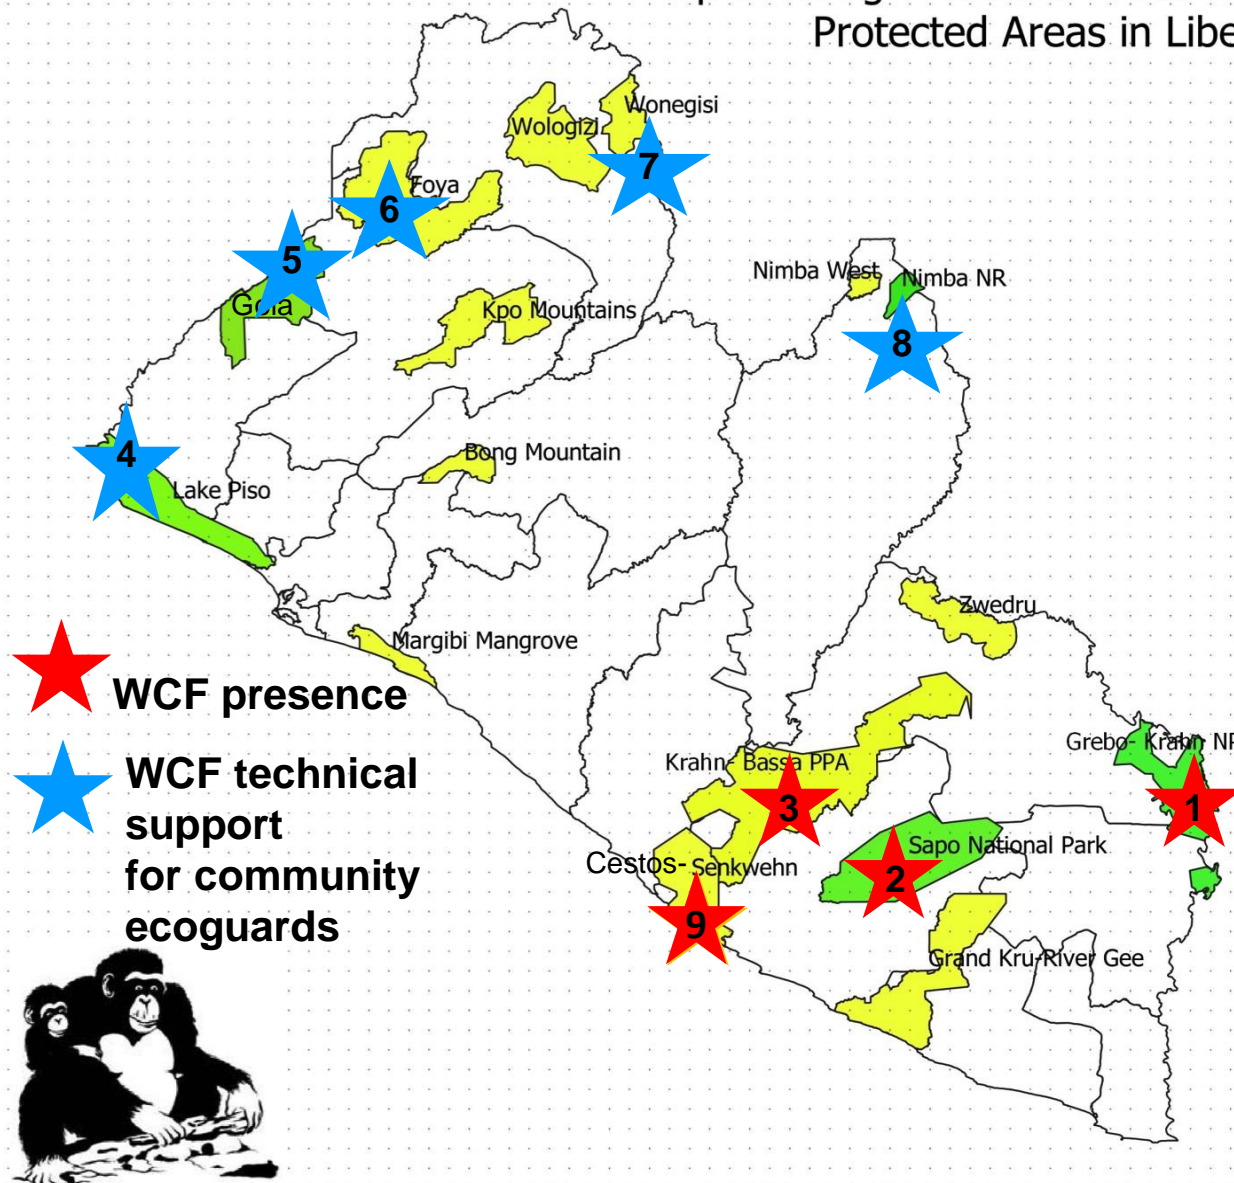 Protected Areas in Libe
Wonegisi
Wologizi
7
Foya
6
5
Gola
Nimba West
Nimba NR
Kpo Mountains
8
4
Bong Mountain
Lake Piso
Zwedru
Margibi Mangrove
WCF presence
Grebo- Krahn NP
Krahn- Bassa PPA
WCF technical
support
for community
ecoguards
3
1
Sapo National Park
Cestos- Senkwehn
2
9
Grand Kru-River Gee